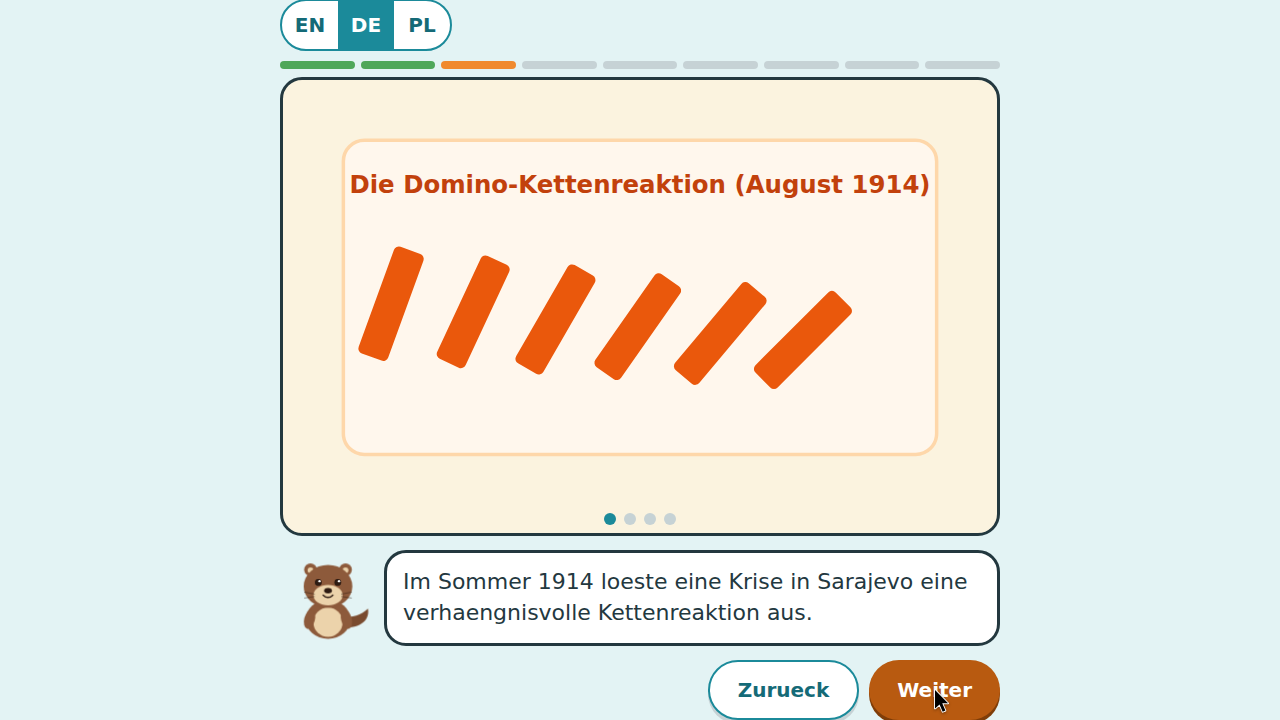 EN DE PL
Die Domino-Kettenreaktion (August 1914)
Im Sommer 1914 loeste eine Krise in Sarajevo eine
verhaengnisvolle Kettenreaktion aus.
Zurueck Weiter